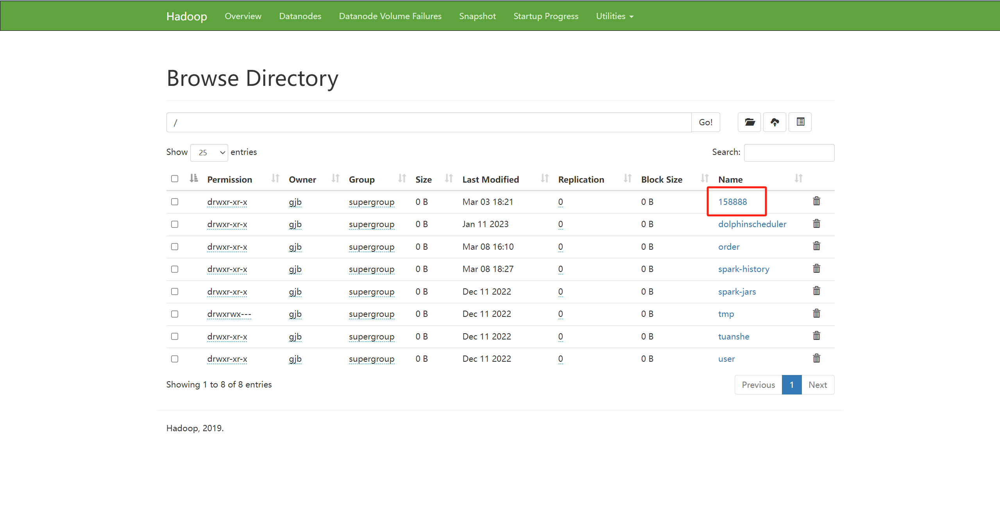 Hadoop Overview Datanodes Datanode Volume Failures Snapshot Startup Progress Utilities
Browse Directory
/ Go!
Show 25 entries Search:
Permission Owner Group Size Last Modified Replication Block Size Name
drwxr-xr-x gjb supergroup 0 B Mar 03 18:21 0 0 B 158888
drwxr-xr-x gjb supergroup 0 B Jan 11 2023 0 0 B dolphinscheduler
drwxr-xr-x gjb supergroup 0 B Mar 08 16:10 0 0 B order
drwxr-xr-x gjb supergroup 0 B Mar 08 18:27 0 0 B spark-history
drwxr-xr-x gjb supergroup 0 B Dec 11 2022 0 0 B spark-jars
drwxrwx--- gjb supergroup 0 B Dec 11 2022 0 0 B tmp
drwxr-xr-x gjb supergroup 0 B Dec 11 2022 0 0 B tuanshe
drwxr-xr-x gjb supergroup 0 B Dec 11 2022 0 0 B user
Showing 1 to 8 of 8 entries Previous 1 Next
Hadoop, 2019.